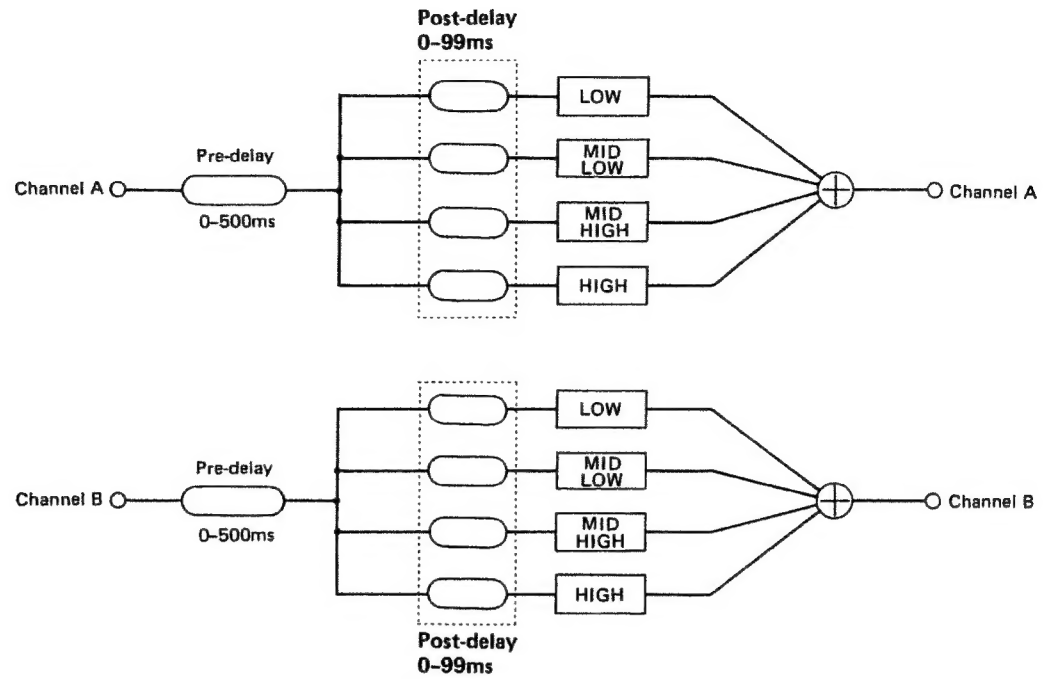 Post-delay
0–99ms
LOW
MID
LOW
Pre-delay
Channel A
Channel A
0–500ms
MID
HIGH
HIGH
LOW
MID
LOW
Pre-delay
Channel B
Channel B
0–500ms
MID
HIGH
HIGH
Post-delay
0–99ms